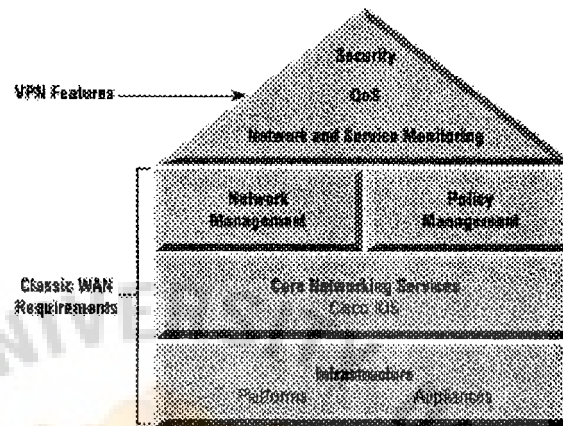 Security
VPN Features
QoS
Network and Service Monitoring
Network Management
Policy Management
Classic WAN Requirements
Core Networking Services
Cisco IOS
Infrastructure
Platforms Appliances